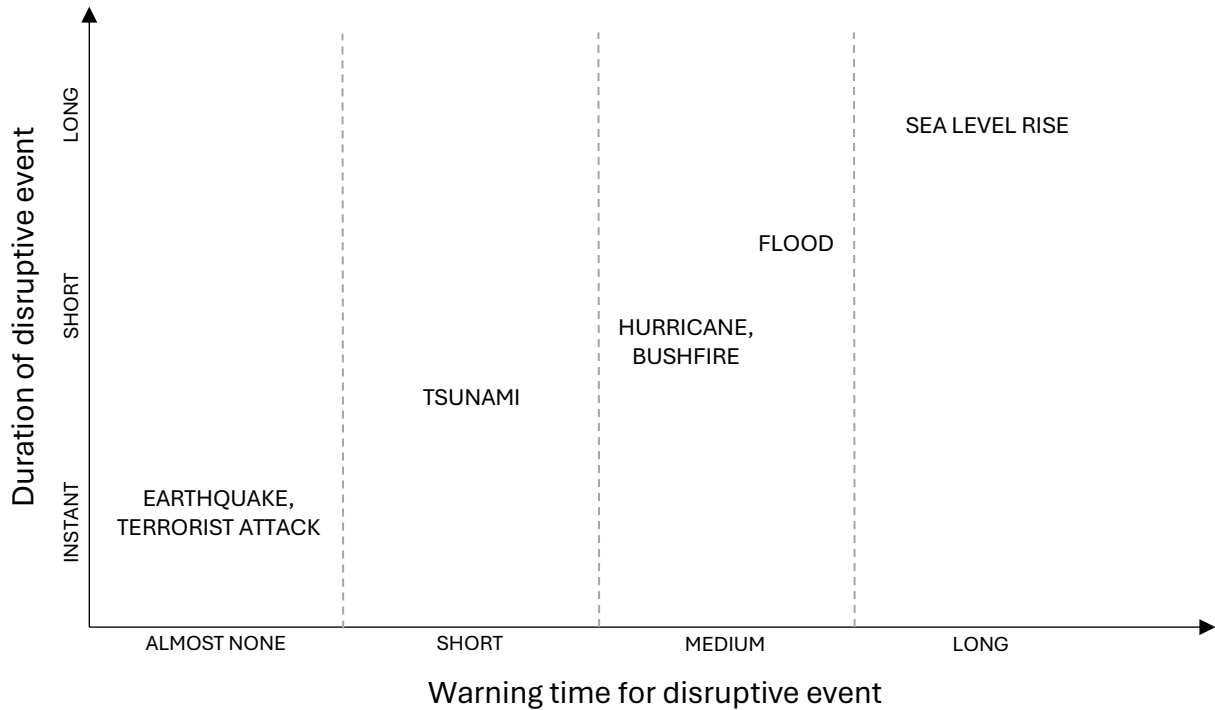 Duration of disruptive event
LONG
SHORT
INSTANT
SEA LEVEL RISE
FLOOD
HURRICANE,
BUSHFIRE
TSUNAMI
EARTHQUAKE,
TERRORIST ATTACK
ALMOST NONE
SHORT
MEDIUM
LONG
Warning time for disruptive event